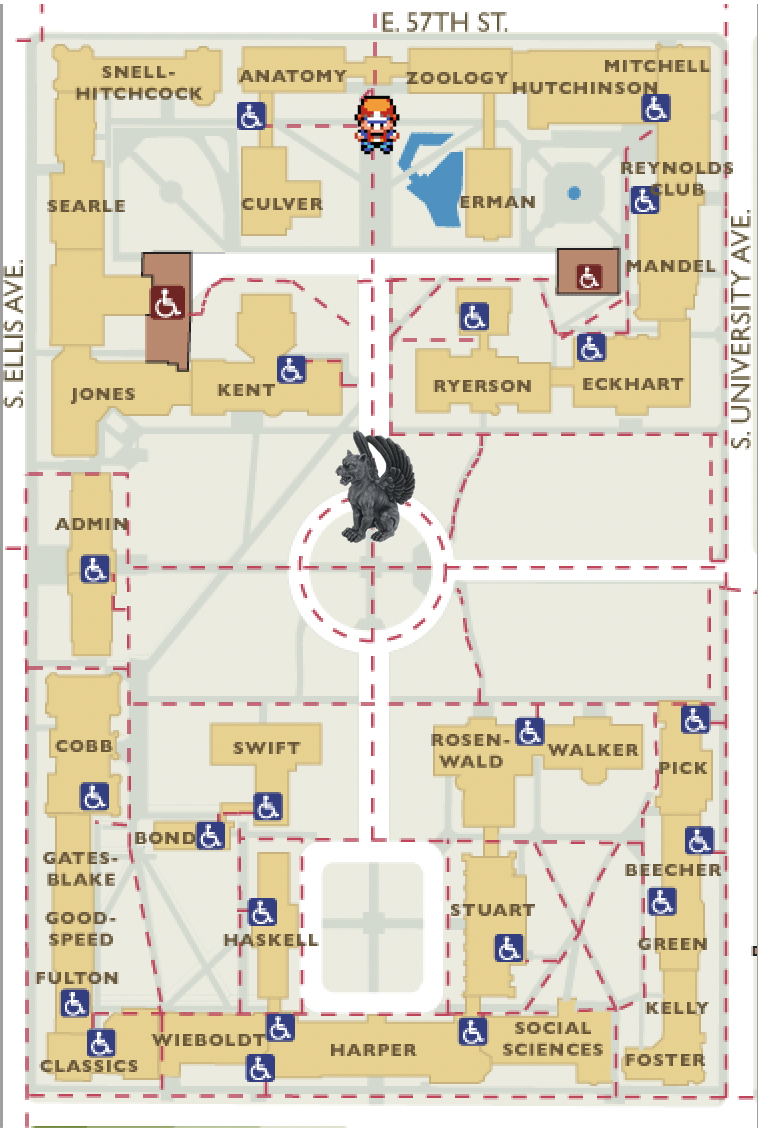 E. 57TH ST.
SNELL-
HITCHCOCK
ANATOMY
ZOOLOGY
MITCHELL
HUTCHINSON
REYNOLDS
CLUB
SEARLE
CULVER
ERMAN
MANDEL
S. ELLIS AVE.
S. UNIVERSITY AVE.
JONES
KENT
RYERSON
ECKHART
ADMIN
COBB
SWIFT
ROSEN-
WALD
WALKER
PICK
BOND
GATES-
BLAKE
BEECHER
GOOD-
SPEED
HASKELL
STUART
GREEN
FULTON
KELLY
WIEBOLDT
HARPER
SOCIAL
SCIENCES
CLASSICS
FOSTER